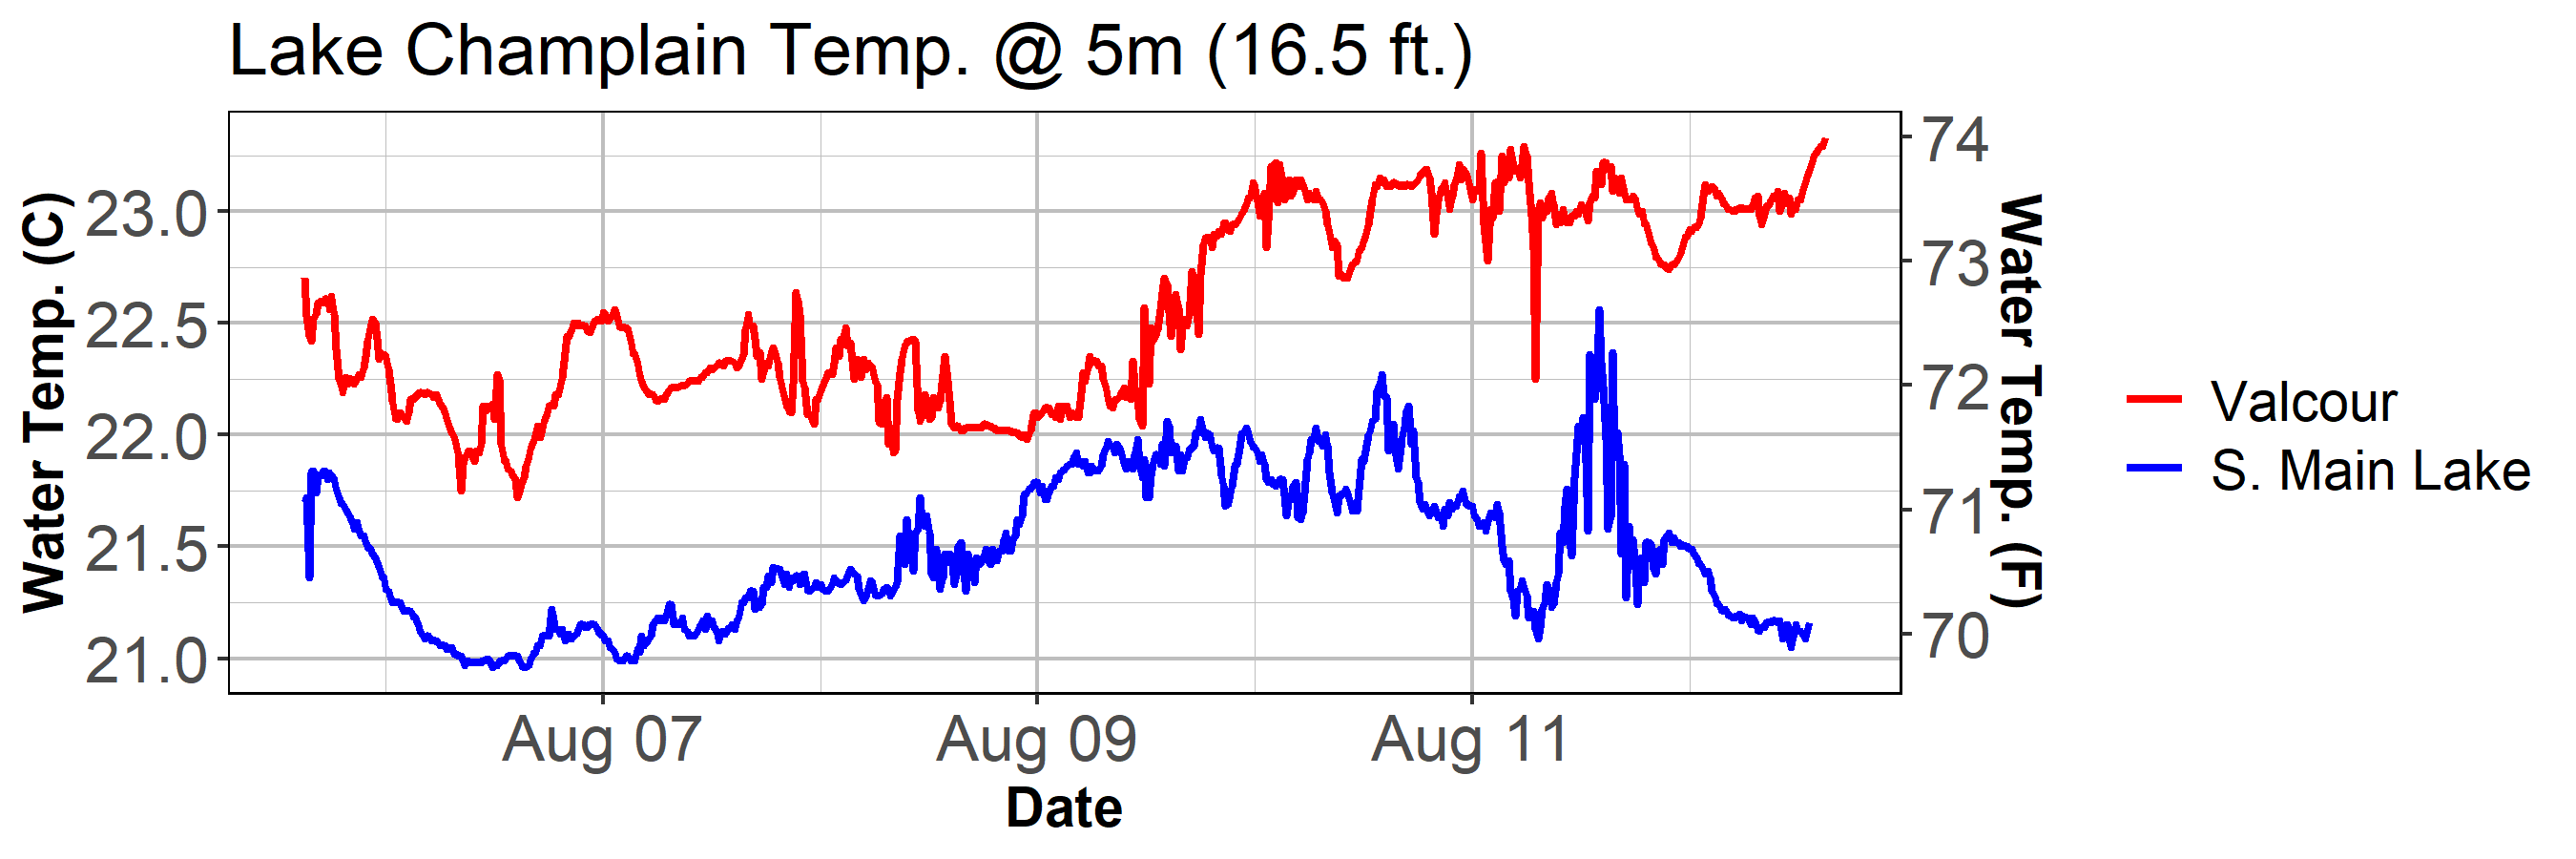 Lake Champlain Temp. @ 5m (16.5 ft.)
Water Temp. (C)
23.0
22.5
22.0
21.5
21.0
74
73
72
71
70
Water Temp. (F)
Aug 07
Aug 09
Aug 11
Date
Valcour
S. Main Lake